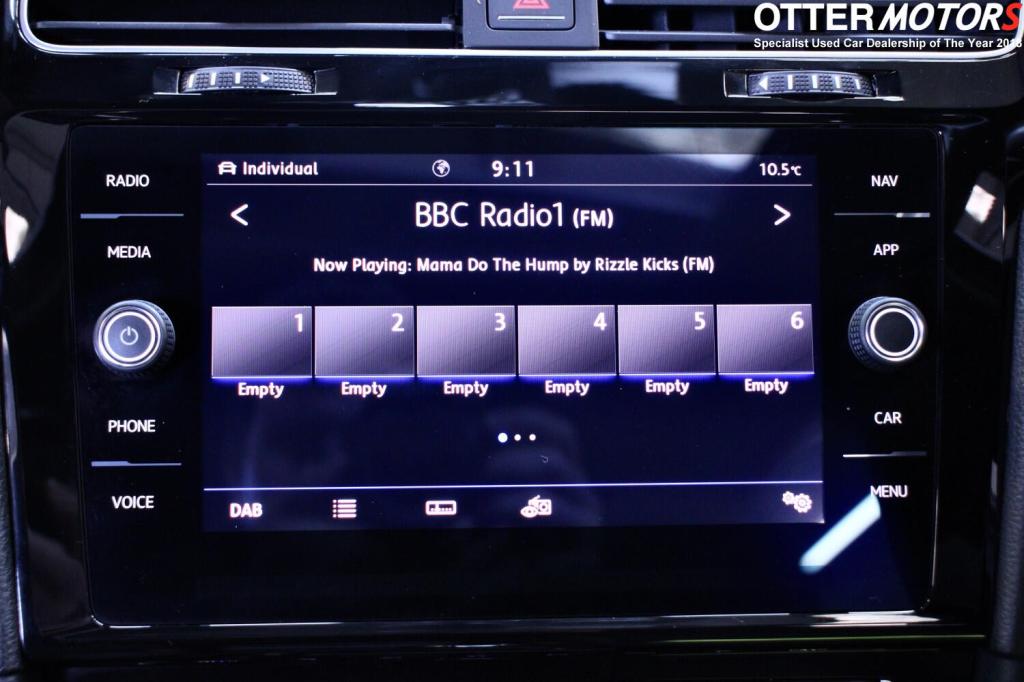 OTTER MOTORS
Specialist Used Car Dealership of The Year 2018
RADIO
MEDIA
PHONE
VOICE
Individual 9:11 10.5°C
< BBC Radio1 (FM) >
Now Playing: Mama Do The Hump by Rizzle Kicks (FM)
1 2 3 4 5 6
Empty Empty Empty Empty Empty Empty
DAB
NAV
APP
CAR
MENU